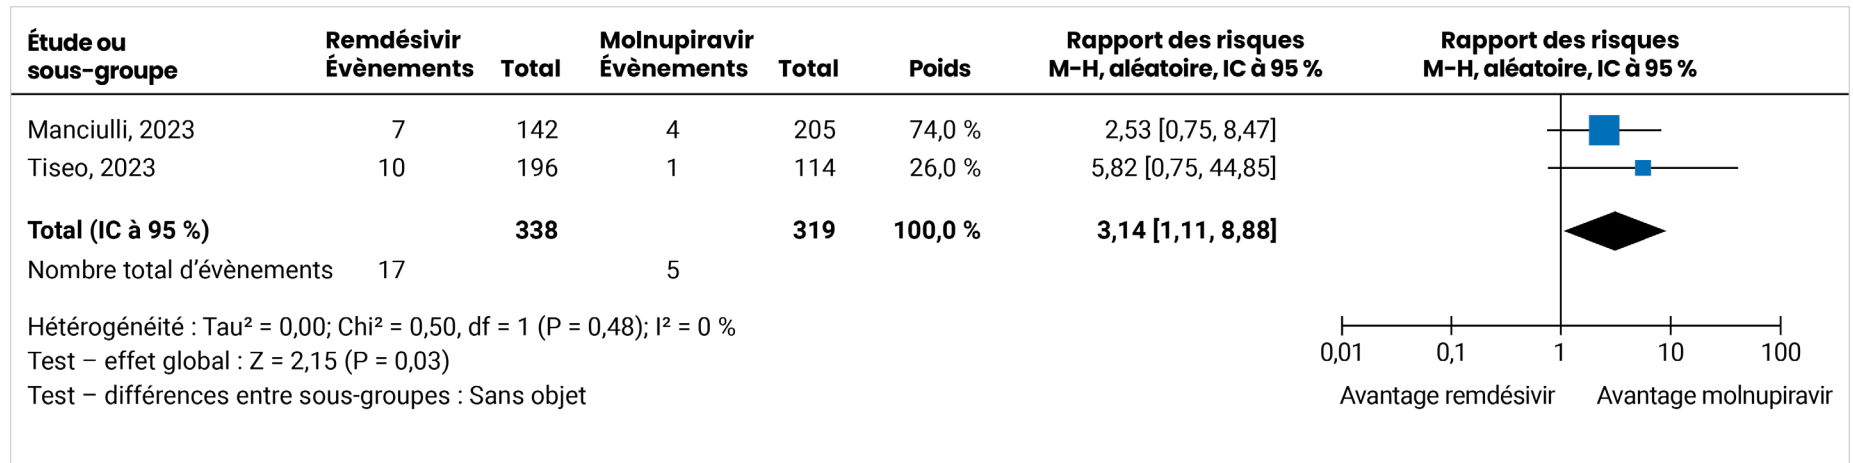 Étude ou sous-groupe Remdésivir Évènements Total Molnupiravir Évènements Total Poids Rapport des risques M-H, aléatoire, IC à 95 % Rapport des risques M-H, aléatoire, IC à 95 %
Manciulli, 2023 7 142 4 205 74,0 % 2,53 [0,75, 8,47]
Tiseo, 2023 10 196 1 114 26,0 % 5,82 [0,75, 44,85]
Total (IC à 95 %) 338 319 100,0 % 3,14 [1,11, 8,88]
Nombre total d’évènements 17 5
Hétérogénéité : Tau² = 0,00; Chi² = 0,50, df = 1 (P = 0,48); I² = 0 %
Test – effet global : Z = 2,15 (P = 0,03)
Test – différences entre sous-groupes : Sans objet
0,01 0,1 1 10 100
Avantage remdésivir Avantage molnupiravir